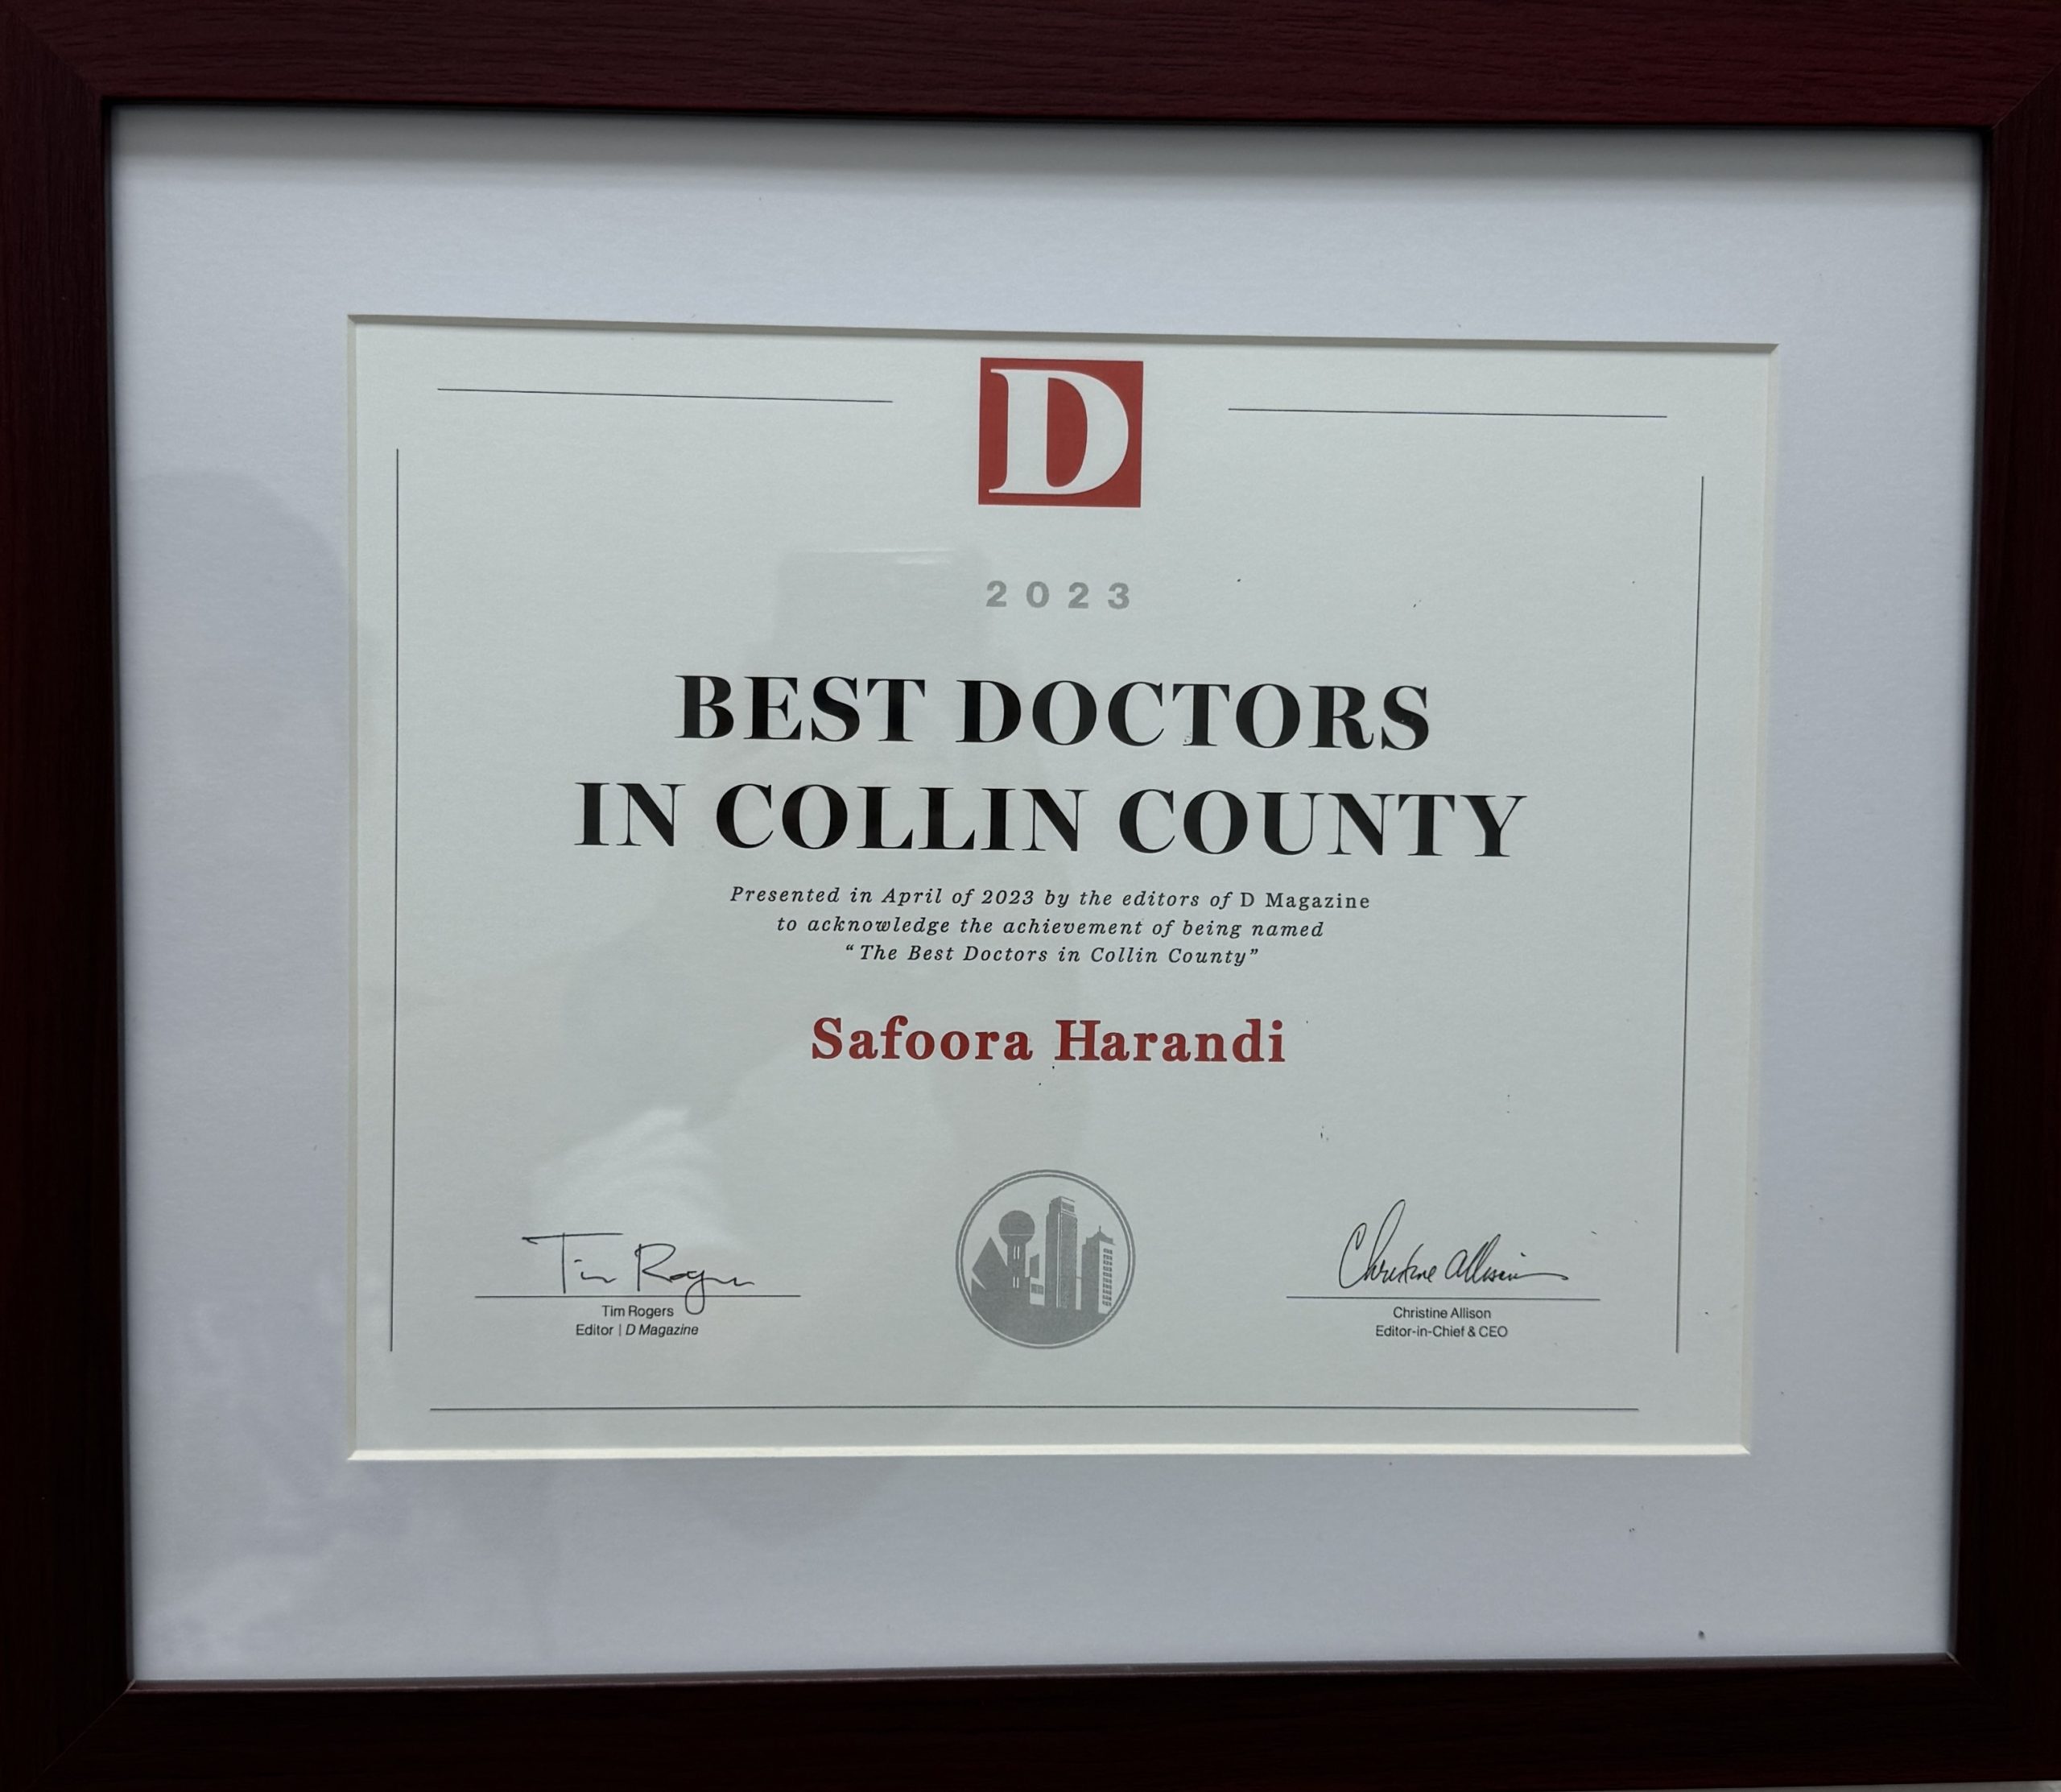 D
2023
BEST DOCTORS
IN COLLIN COUNTY
Presented in April of 2023 by the editors of D Magazine
to acknowledge the achievement of being named
“The Best Doctors in Collin County”
Safoora Harandi
Tim Rogers
Christine Allison
Tim Rogers
Editor | D Magazine
Christine Allison
Editor-in-Chief & CEO